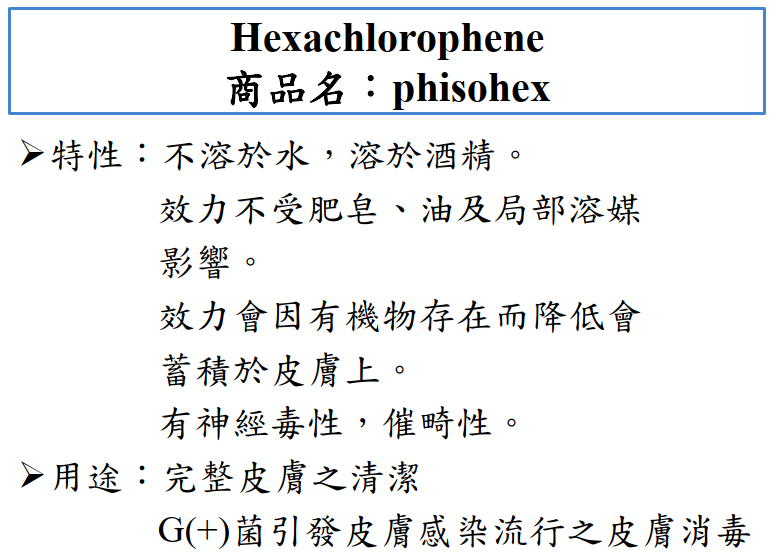 Hexachlorophene
商品名：phisohex
➢特性：不溶於水，溶於酒精。
效力不受肥皂、油及局部溶媒
影響。
效力會因有機物存在而降低會
蓄積於皮膚上。
有神經毒性，催畸性。
➢用途：完整皮膚之清潔
G(+)菌引發皮膚感染流行之皮膚消毒